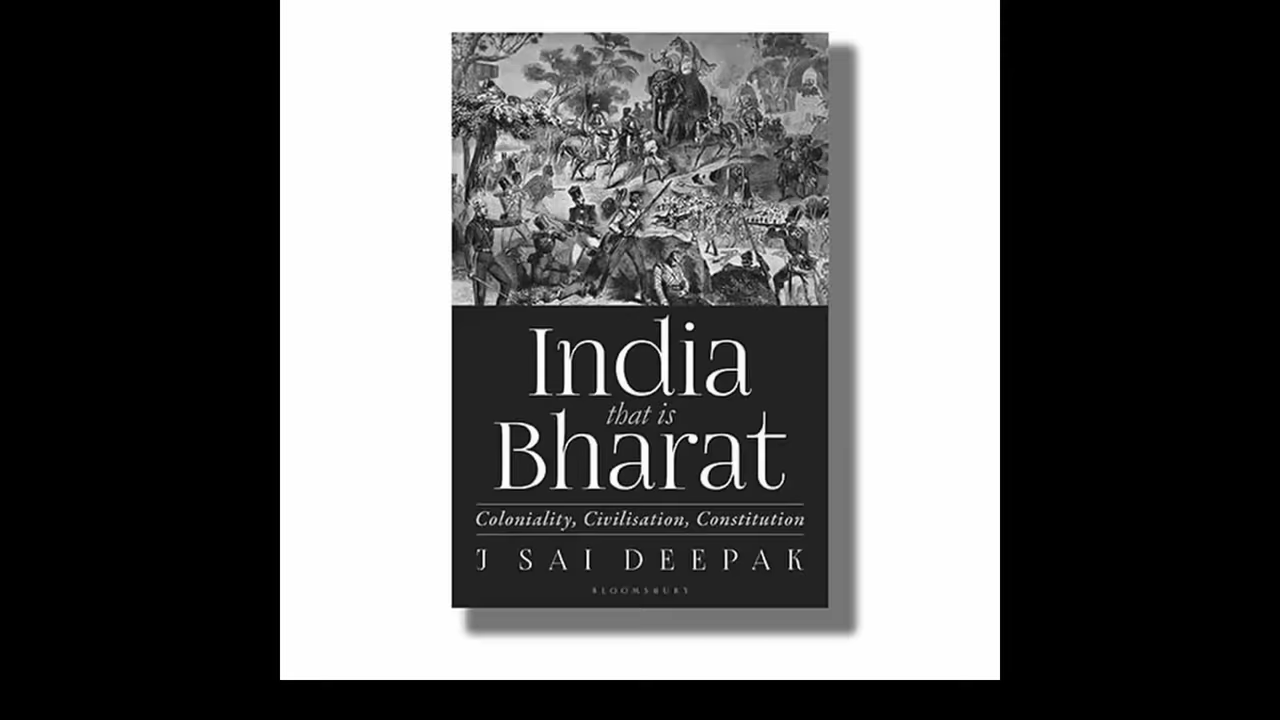 India
that is
Bharat
Coloniality, Civilisation, Constitution
J SAI DEEPAK
BLOOMSBURY